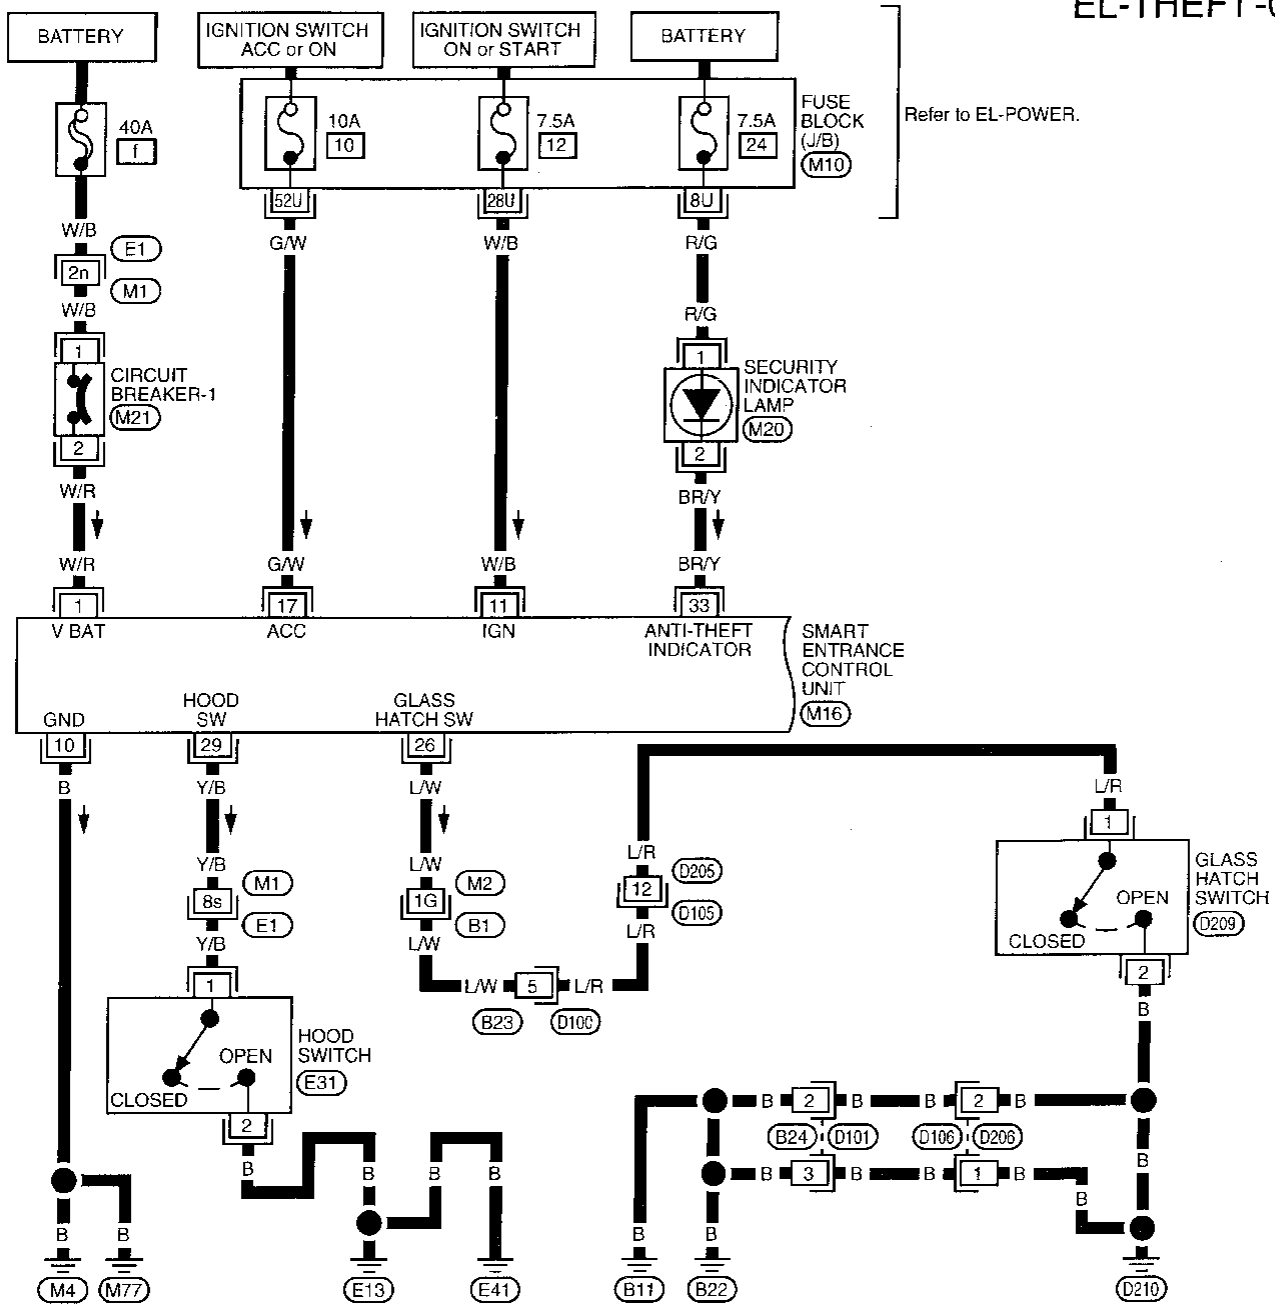 EL-THEFT-
BATTERY
IGNITION SWITCH
ACC or ON
IGNITION SWITCH
ON or START
BATTERY
40A
f
10A
10
7.5A
12
7.5A
24
FUSE
BLOCK
(J/B)
M10
Refer to EL-POWER.
52U
28U
8U
W/B
G/W
W/B
R/G
E1
2n
M1
W/B
R/G
1
CIRCUIT
BREAKER-1
M21
2
1
SECURITY
INDICATOR
LAMP
M20
2
W/R
BR/Y
W/R
G/W
W/B
BR/Y
1
17
11
33
V BAT
ACC
IGN
ANTI-THEFT
INDICATOR
SMART
ENTRANCE
CONTROL
UNIT
M16
GND
HOOD
SW
GLASS
HATCH SW
10
29
26
B
Y/B
L/W
L/R
1
Y/B
L/W
L/R
8s
M1
E1
1G
M2
B1
12
D205
D105
GLASS
HATCH
SWITCH
D209
OPEN
CLOSED
Y/B
L/W
L/R
2
1
L/W
5
L/R
B23
D100
B
HOOD
SWITCH
E31
OPEN
CLOSED
2
B
B
2
B
B
2
B
B24
D101
D106
D206
B
B
B
B
B
3
B
B
1
B
B
B
B
B
B
B
M4
M77
E13
E41
B11
B22
D210